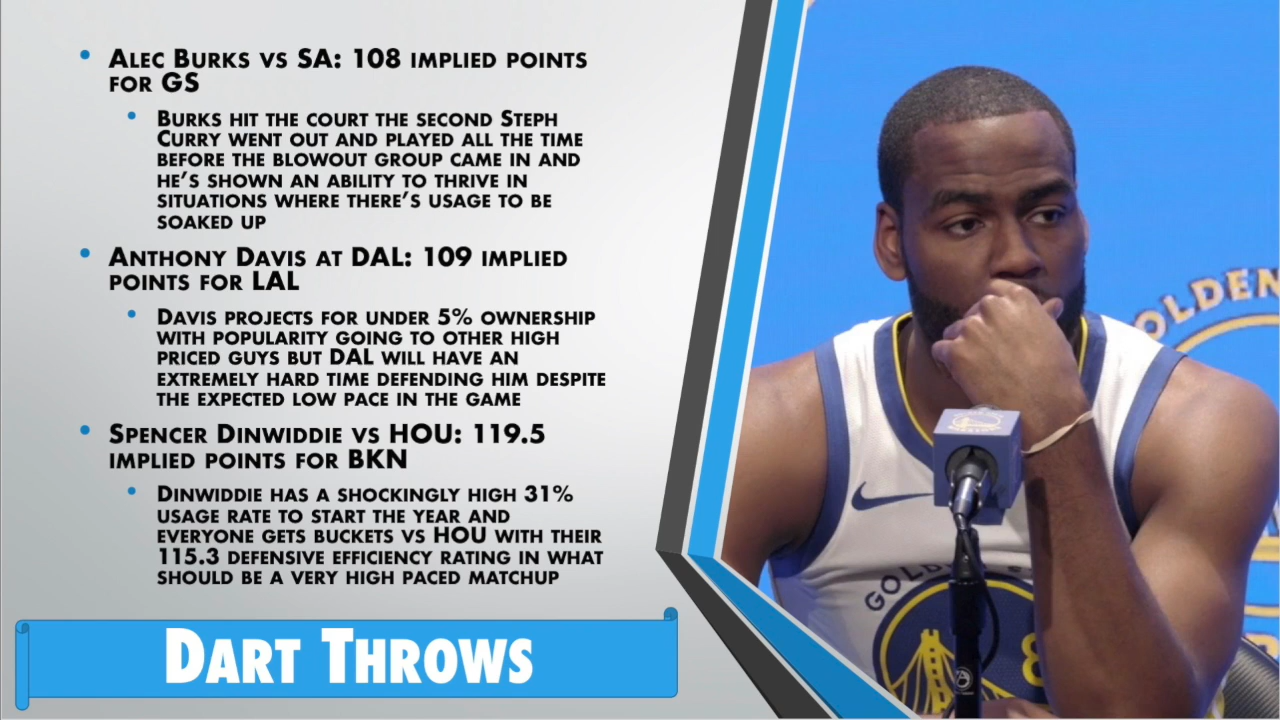 • Alec Burks vs SA: 108 implied points
for GS
• Burks hit the court the second Steph
Curry went out and played all the time
before the blowout group came in and
he’s shown an ability to thrive in
situations where there’s usage to be
soaked up
• Anthony Davis at DAL: 109 implied
points for LAL
• Davis projects for under 5% ownership
with popularity going to other high
priced guys but DAL will have an
extremely hard time defending him despite
the expected low pace in the game
• Spencer Dinwiddie vs HOU: 119.5
implied points for BKN
• Dinwiddie has a shockingly high 31%
usage rate to start the year and
everyone gets buckets vs HOU with their
115.3 defensive efficiency rating in what
should be a very high paced matchup
Dart Throws
GOLDEN
GOLD
8